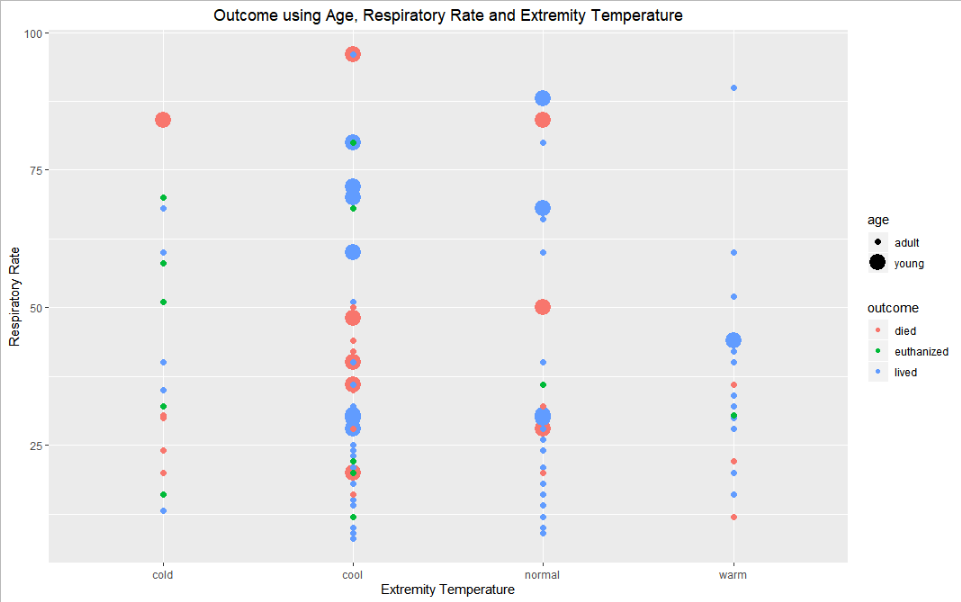 Outcome using Age, Respiratory Rate and Extremity Temperature
100
75
50
25
Respiratory Rate
cold
cool
normal
warm
Extremity Temperature
age
adult
young
outcome
died
euthanized
lived